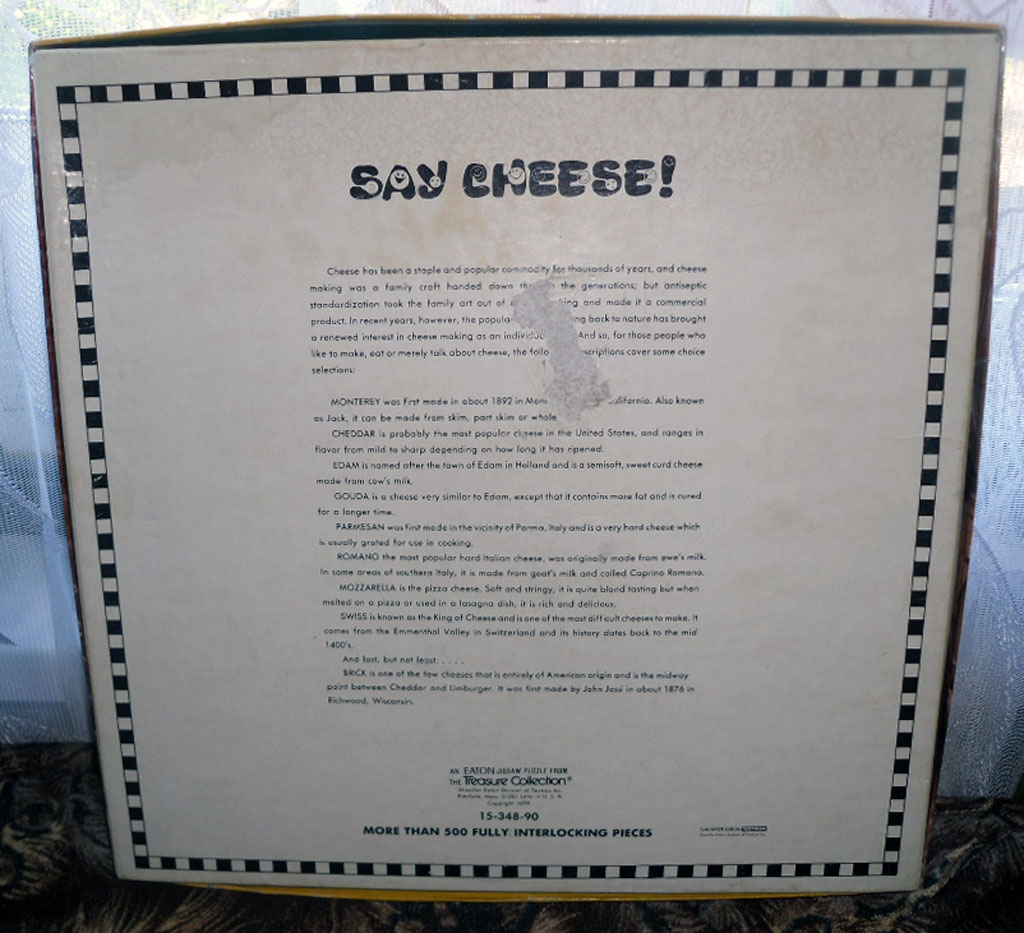 SAY CHEESE!
Cheese has been a staple and popular commodity for thousands of years, and cheese
making was a family craft handed down the generations; but antiseptic
standardization took the family art out of and made it a commercial
product. In recent years, however, the back to nature has brought
a renewed interest in cheese making as an And so, for those people who
like to make, eat or merely talk about cheese, the cover some choice
selections:
MONTEREY was first made in about 1892 in Also known
as Jack, it can be made from skim, part skim or whole
CHEDDAR is probably the most popular cheese in the United States, and ranges in
flavor from mild to sharp depending on how long it has ripened.
EDAM is named after the town of Edam in Holland and is a semisoft, sweet curd cheese
made from cow's milk.
GOUDA is a cheese very similar to Edam, except that it contains more fat and is cured
for a longer time.
PARMESAN was first made in the vicinity of Parma, Italy and is a very hard cheese which
is usually grated for use in cooking.
ROMANO the most popular hard Italian cheese, was originally made from ewe's milk.
In some areas of southern Italy, it is made from goat's milk and called Caprino Romano.
MOZZARELLA is the pizza cheese. Soft and stringy, it is quite bland tasting but when
melted on a pizza or used in a lasagna dish, it is rich and delicious.
SWISS is known as the King of Cheese and is one of the most difficult cheeses to make. It
comes from the Emmenthal Valley in Switzerland and its history dates back to the mid
1400's.
And last, but not least. . . . .
BRICK is one of the few cheeses that is entirely of American origin and is the midway
point between Cheddar and Limburger. It was first made by John Jossi in about 1876 in
Richwood, Wisconsin.
AN EATON JIGSAW PUZZLE FROM
THE Treasure Collection®
15-348-90
MORE THAN 500 FULLY INTERLOCKING PIECES